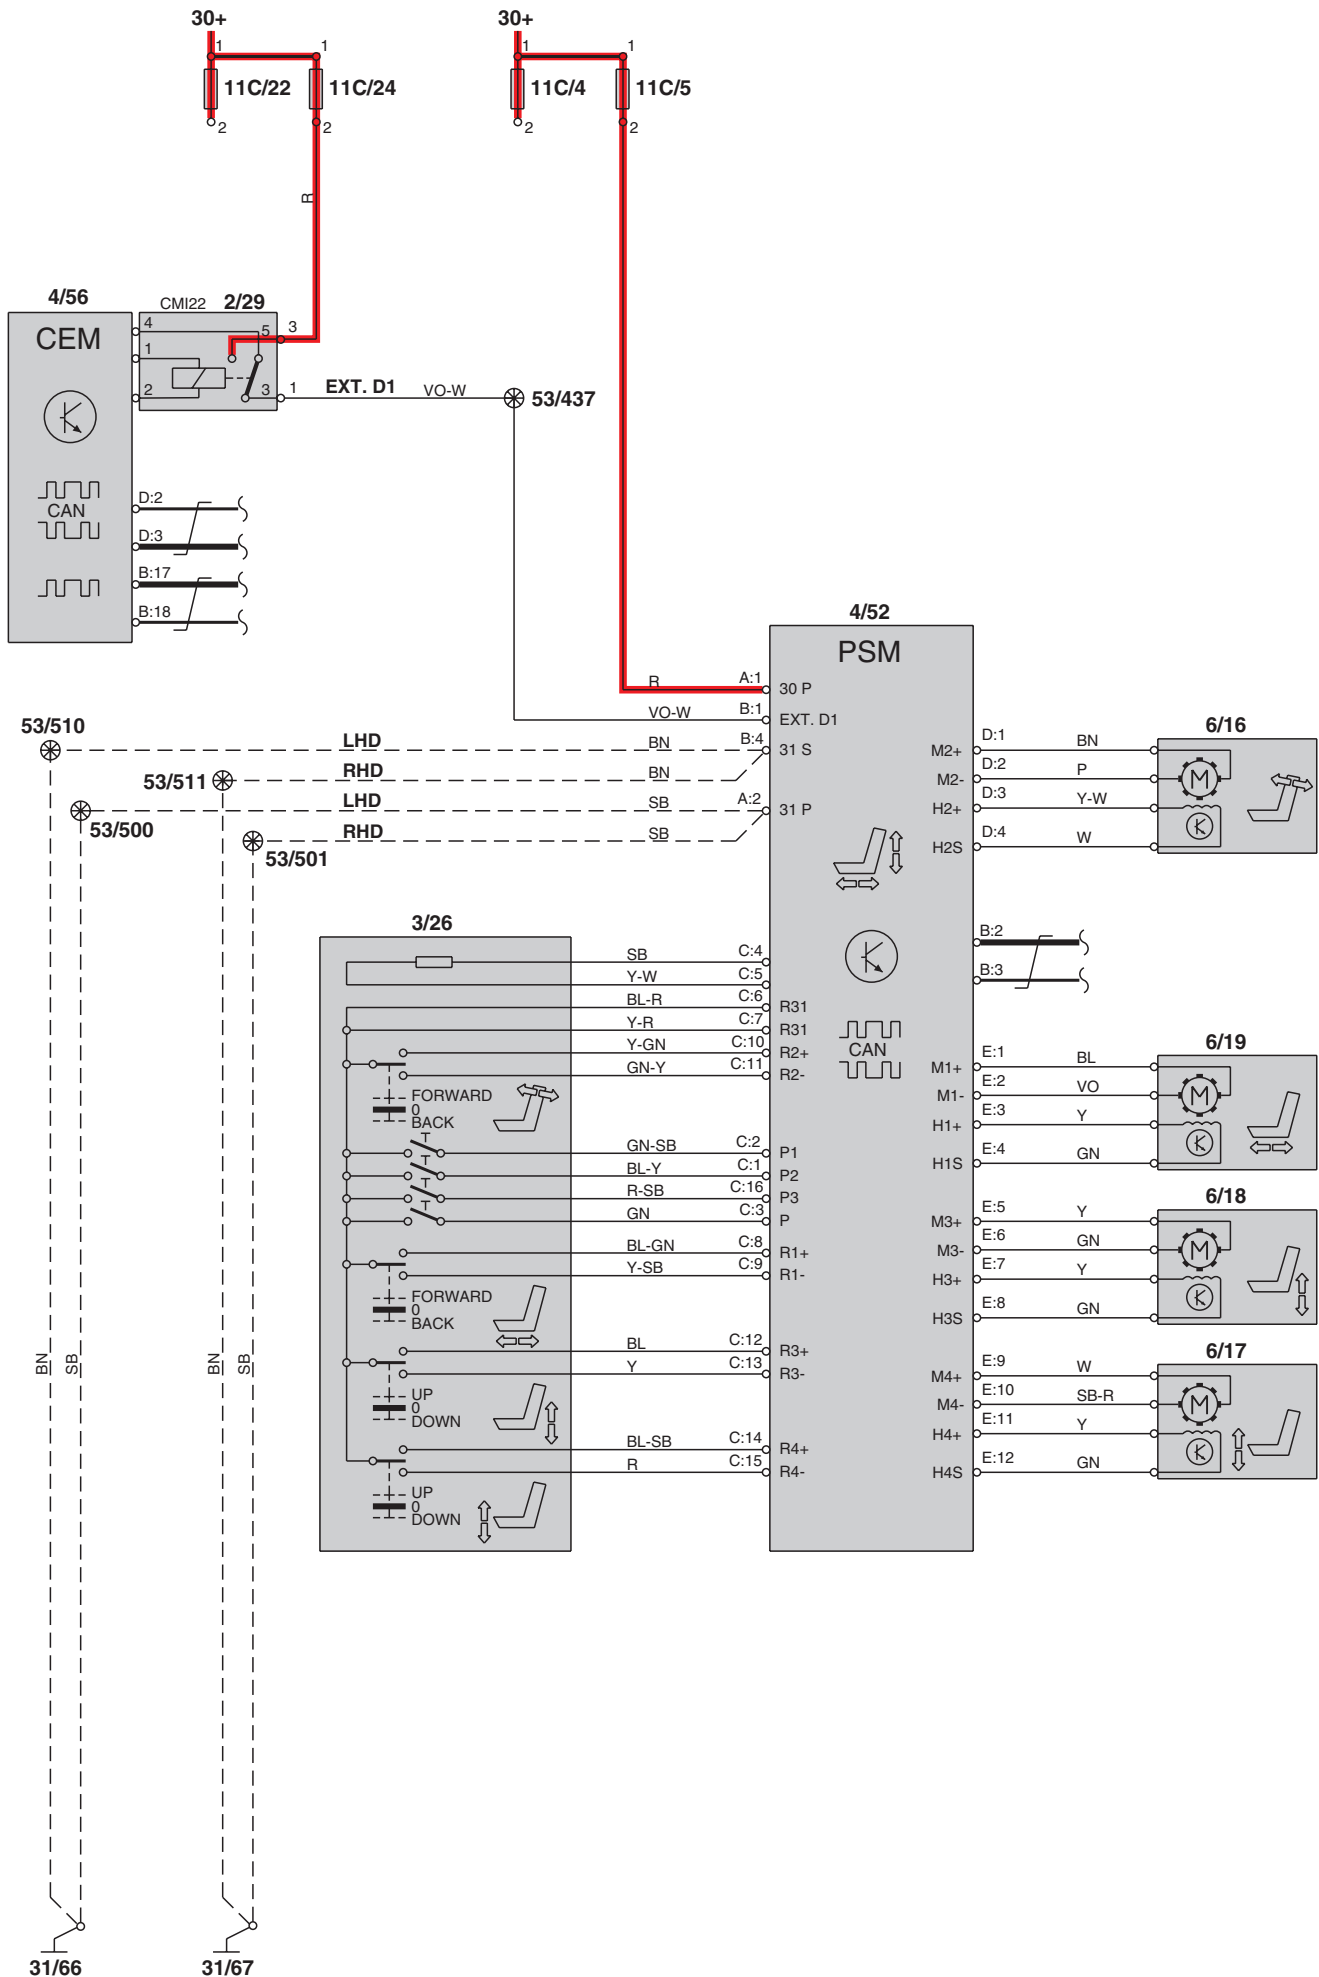 30+ 30+
1 1 1 1
11C/22 11C/24 11C/4 11C/5
2 2 2 2
R
4/56 CMI22 2/29
CEM
4 5 3
1
2 3 1 EXT. D1 VO-W 53/437
D:2
CAN
D:3
B:17
B:18
4/52
PSM
R A:1 30 P
VO-W B:1 EXT. D1
53/510 LHD BN B:4 31 S
53/511 RHD BN
53/500 LHD SB A:2 31 P
53/501 RHD SB
6/16
M2+ D:1 BN
M2- D:2 P
H2+ D:3 Y-W
H2S D:4 W
M
B:2
B:3
CAN
3/26
SB C:4
Y-W C:5
BL-R C:6 R31
Y-R C:7 R31
Y-GN C:10 R2+
GN-Y C:11 R2-
FORWARD
0
BACK
GN-SB C:2 P1
BL-Y C:1 P2
R-SB C:16 P3
GN C:3 P
BL-GN C:8 R1+
Y-SB C:9 R1-
FORWARD
0
BACK
BL C:12 R3+
Y C:13 R3-
UP
0
DOWN
BL-SB C:14 R4+
R C:15 R4-
UP
0
DOWN
6/19
M1+ E:1 BL
M1- E:2 VO
H1+ E:3 Y
H1S E:4 GN
M
6/18
M3+ E:5 Y
M3- E:6 GN
H3+ E:7 Y
H3S E:8 GN
M
6/17
M4+ E:9 W
M4- E:10 SB-R
H4+ E:11 Y
H4S E:12 GN
M
BN SB BN SB
31/66 31/67